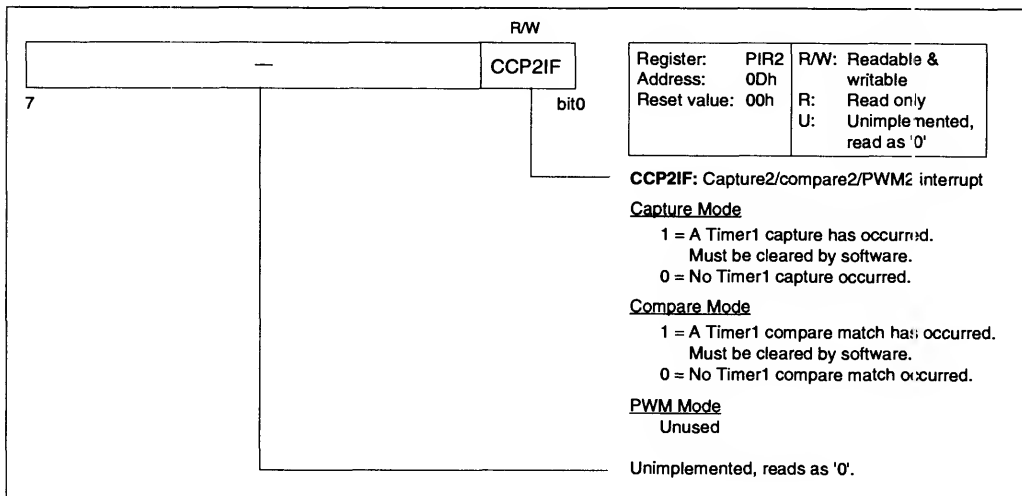 R/W
— CCP2IF
7 bit0
Register: PIR2
Address: 0Dh
Reset value: 00h
R/W: Readable &
writable
R: Read only
U: Unimplemented,
read as '0'
CCP2IF: Capture2/compare2/PWM2 interrupt
Capture Mode
1 = A Timer1 capture has occurred.
Must be cleared by software.
0 = No Timer1 capture occurred.
Compare Mode
1 = A Timer1 compare match has occurred.
Must be cleared by software.
0 = No Timer1 compare match occurred.
PWM Mode
Unused
Unimplemented, reads as '0'.